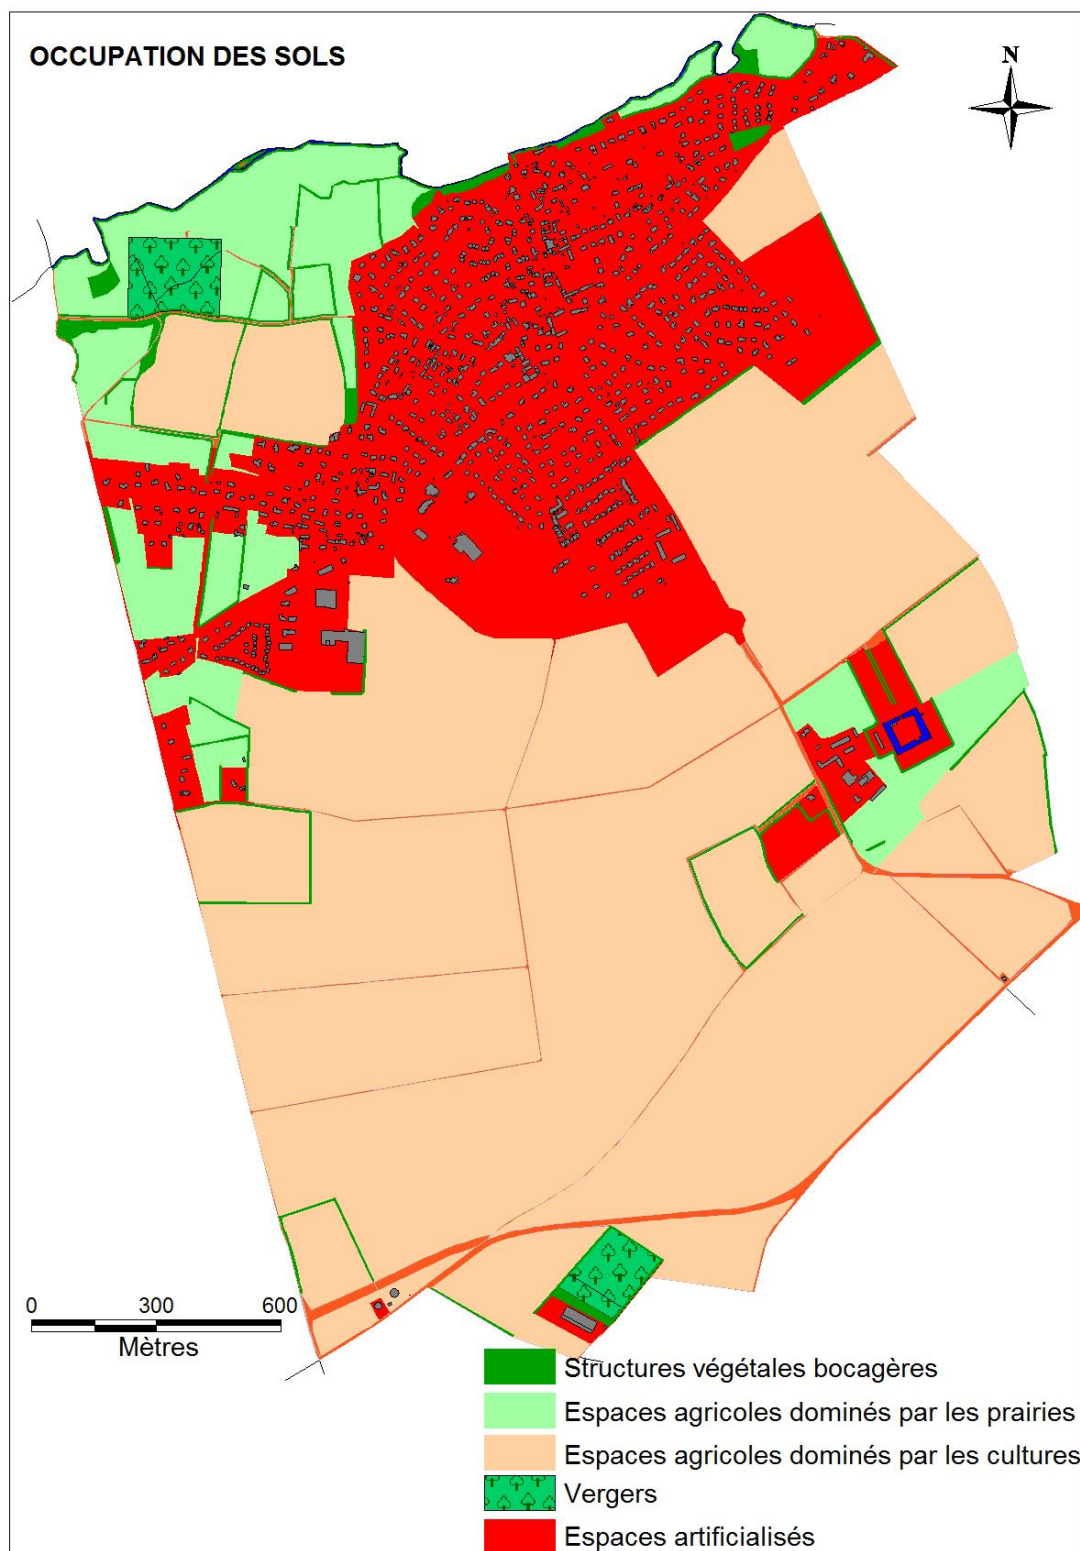 OCCUPATION DES SOLS
N
0 300 600
Mètres
Structures végétales bocagères
Espaces agricoles dominés par les prairies
Espaces agricoles dominés par les cultures
Vergers
Espaces artificialisés